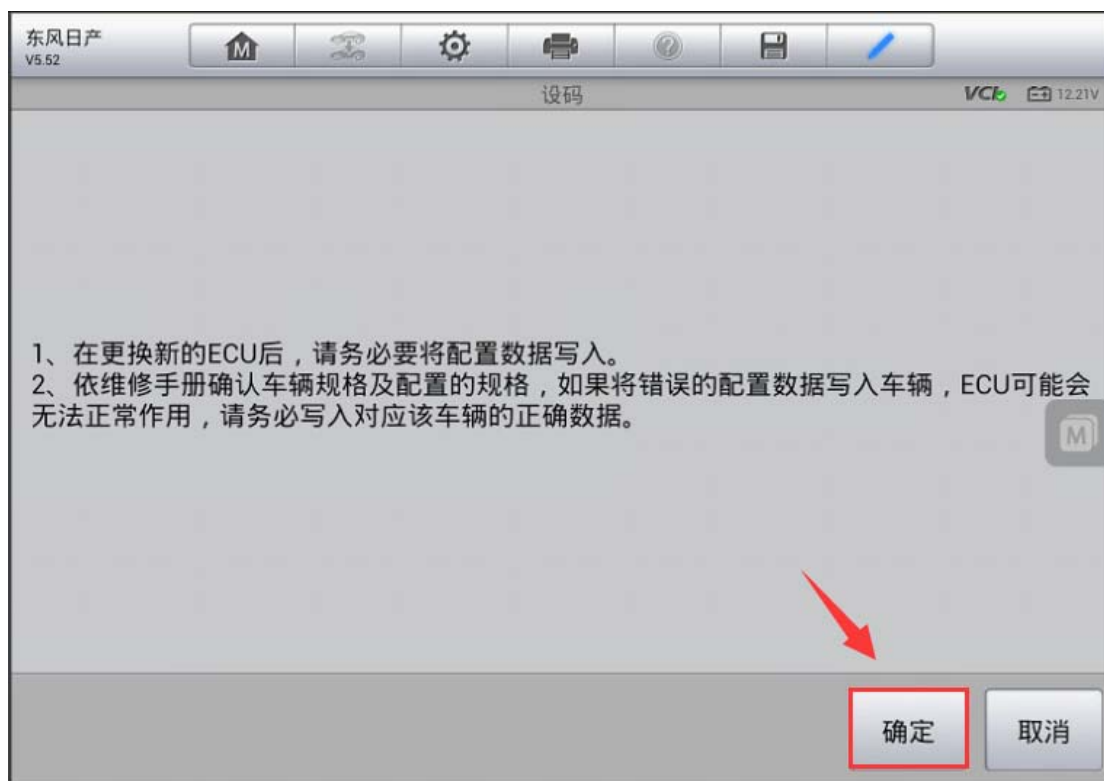 东风日产
V5.52
设码
VCI
12.21V
1、在更换新的ECU后，请务必要将配置数据写入。
2、依维修手册确认车辆规格及配置的规格，如果将错误的配置数据写入车辆，ECU可能会
无法正常作用，请务必写入对应该车辆的正确数据。
M
M
确定
取消